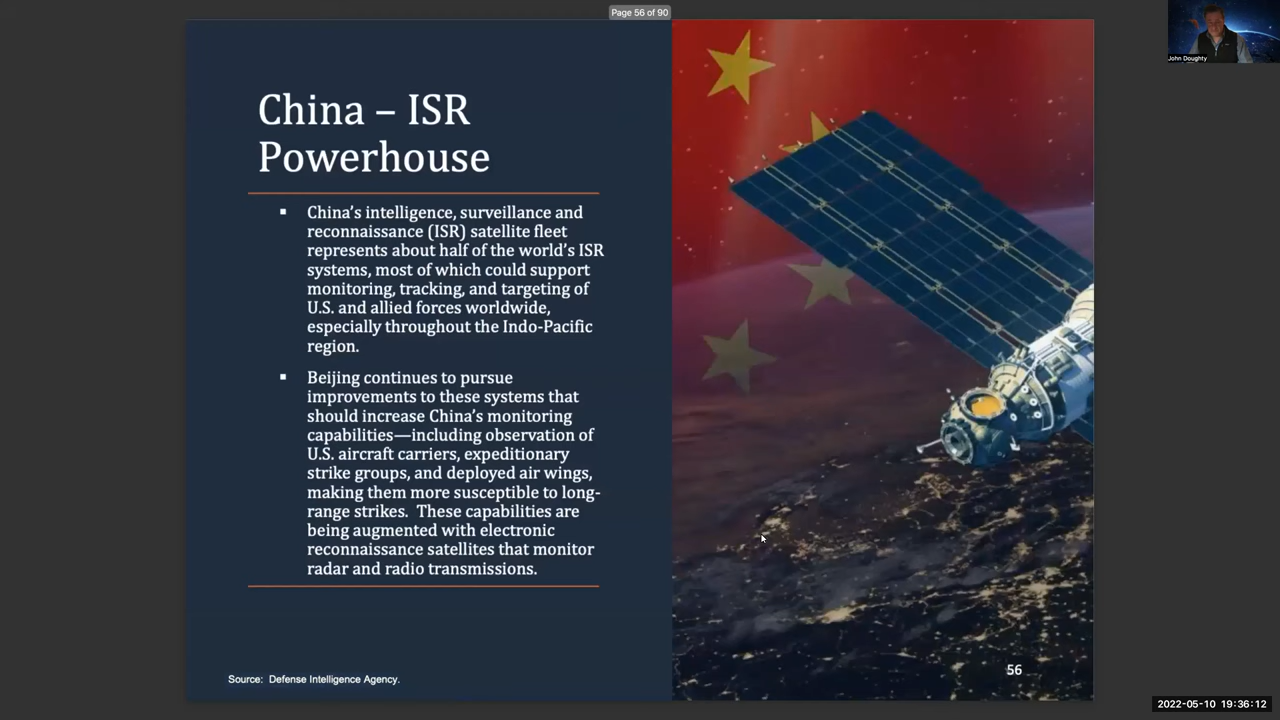 Page 56 of 90
John Doughty
China – ISR
Powerhouse
▪ China’s intelligence, surveillance and
reconnaissance (ISR) satellite fleet
represents about half of the world’s ISR
systems, most of which could support
monitoring, tracking, and targeting of
U.S. and allied forces worldwide,
especially throughout the Indo-Pacific
region.
▪ Beijing continues to pursue
improvements to these systems that
should increase China’s monitoring
capabilities—including observation of
U.S. aircraft carriers, expeditionary
strike groups, and deployed air wings,
making them more susceptible to long-
range strikes.  These capabilities are
being augmented with electronic
reconnaissance satellites that monitor
radar and radio transmissions.
56
Source:  Defense Intelligence Agency.
2022-05-10 19:36:12